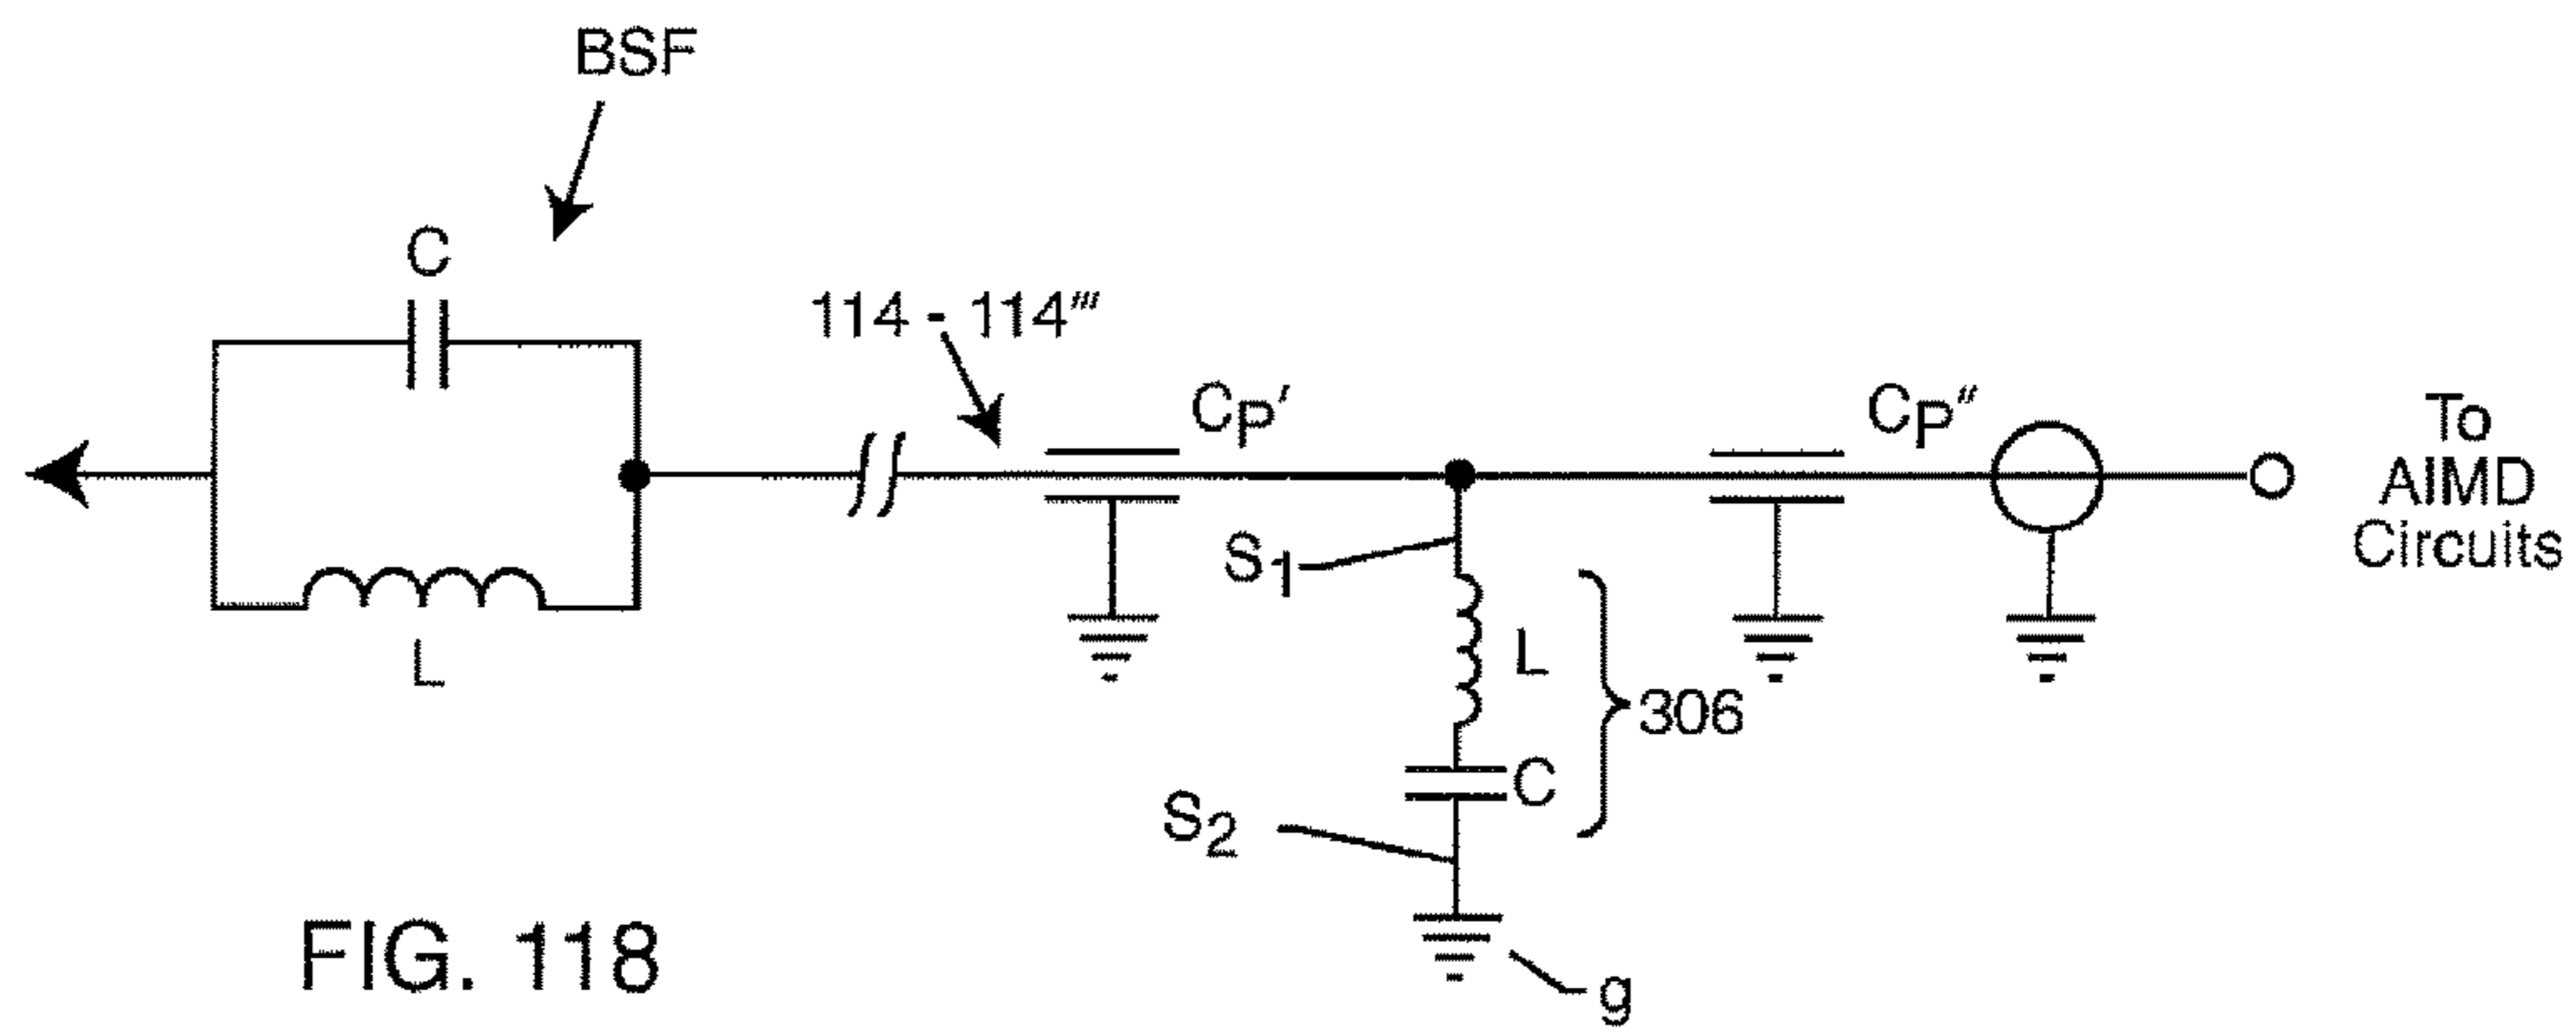 BSF
C
114 - 114‴
CP′
CP″
To
AIMD
Circuits
S1
L
L
306
C
S2
FIG. 118
g